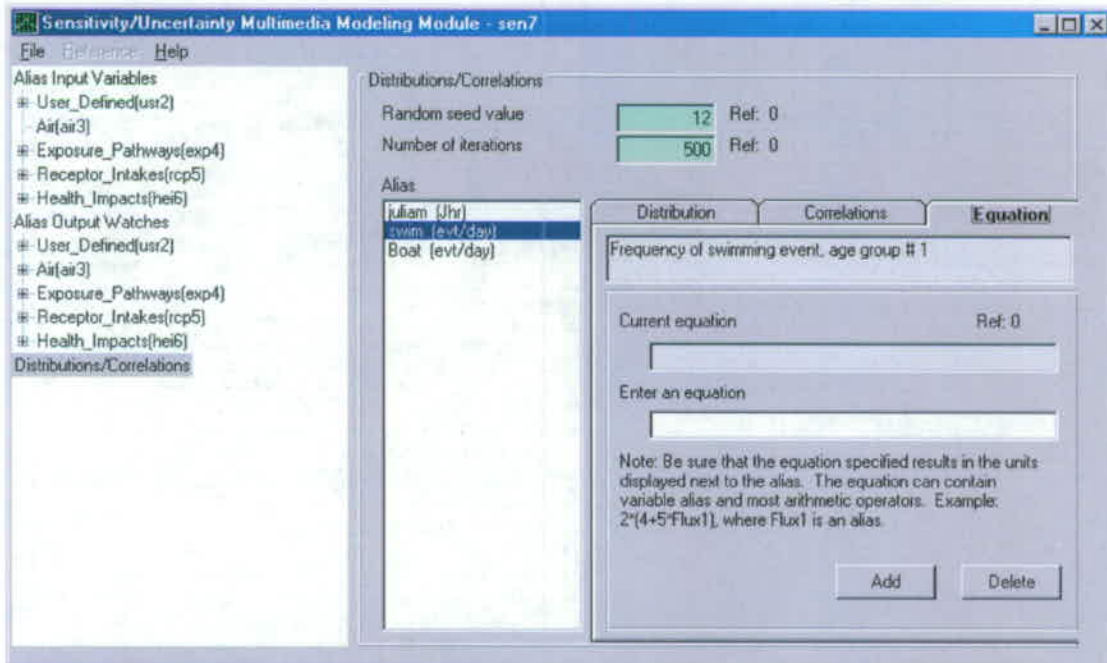 Sensitivity/Uncertainty Multimedia Modeling Module - sen7
File Reference Help
Alias Input Variables
User_Defined(usr2)
Air(air3)
Exposure_Pathways(exp4)
Receptor_Intakes(rcp5)
Health_Impacts(hei6)
Alias Output Watches
User_Defined(usr2)
Air(air3)
Exposure_Pathways(exp4)
Receptor_Intakes(rcp5)
Health_Impacts(hei6)
Distributions/Correlations
Distributions/Correlations
Random seed value 12 Ref: 0
Number of iterations 500 Ref: 0
Alias
juliam (Jhr)
swim (evt/day)
Boat (evt/day)
Distribution Correlations Equation
Frequency of swimming event, age group # 1
Current equation Ref: 0
Enter an equation
Note: Be sure that the equation specified results in the units
displayed next to the alias. The equation can contain
variable alias and most arithmetic operators. Example:
2*(4+5*Flux1), where Flux1 is an alias.
Add Delete